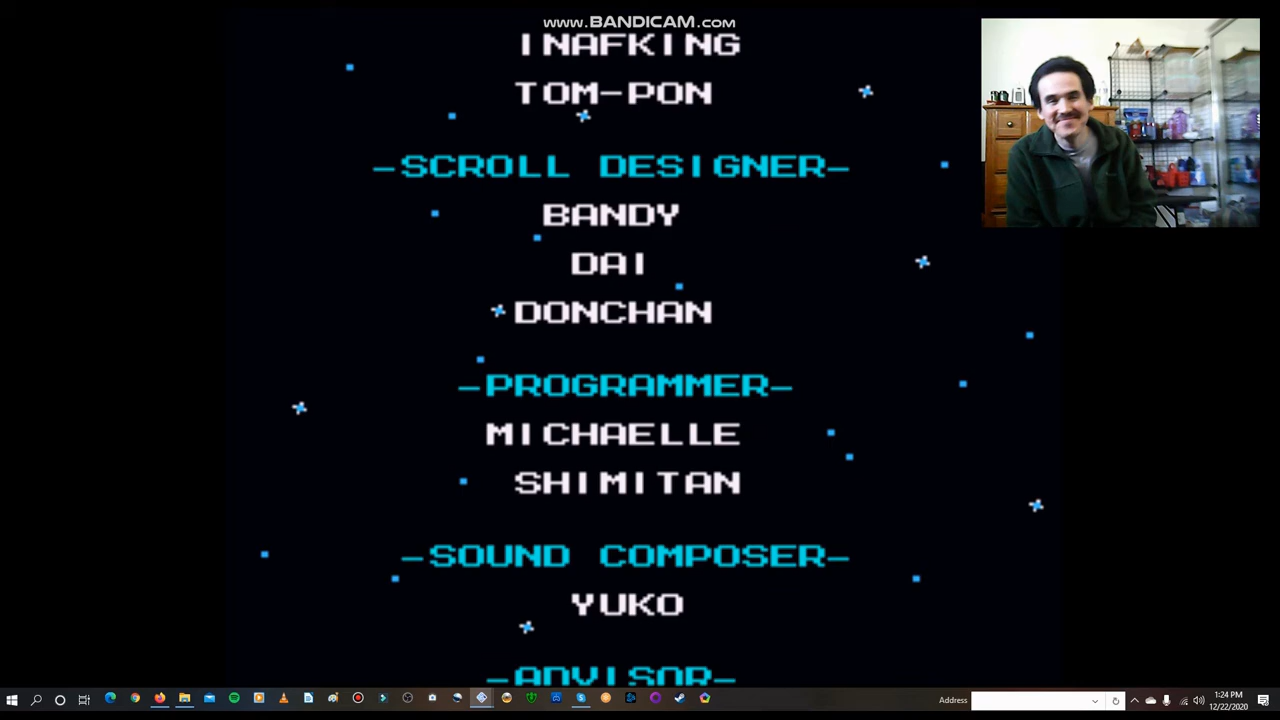 WWW.BANDICAM.COM
INAFKING
TOM-PON
-SCROLL DESIGNER-
BANDY
DAI
DONCHAN
-PROGRAMMER-
MICHAELLE
SHIMITAN
-SOUND COMPOSER-
YUKO
-ADVISOR-
Address
1:24 PM
12/22/2020